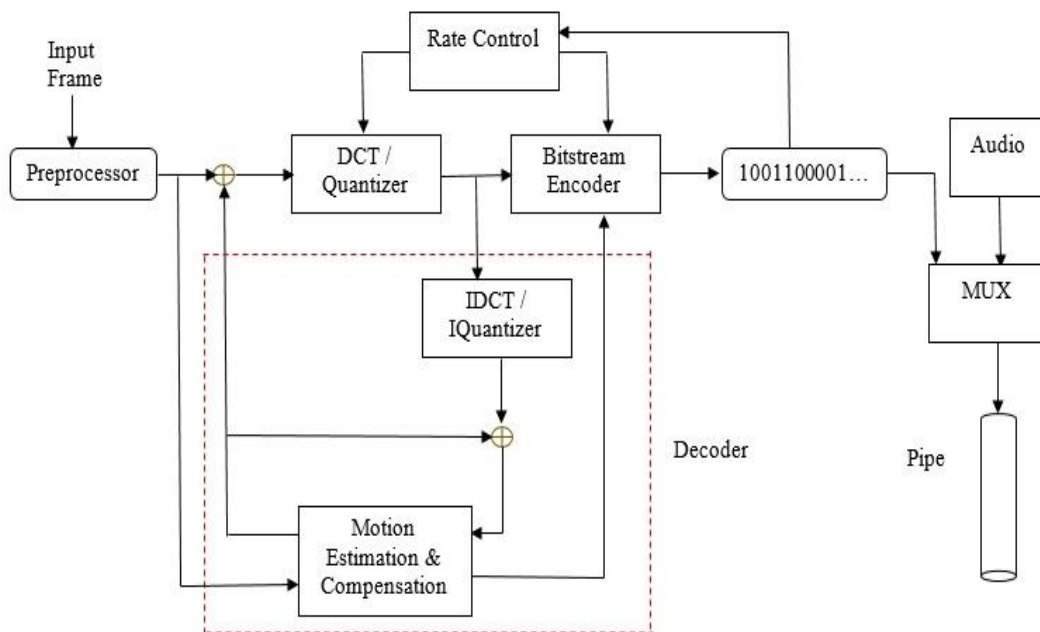 Input
Frame
Preprocessor
Rate Control
DCT /
Quantizer
Bitstream
Encoder
1001100001...
Audio
MUX
IDCT /
IQuantizer
Decoder
Pipe
Motion
Estimation &
Compensation